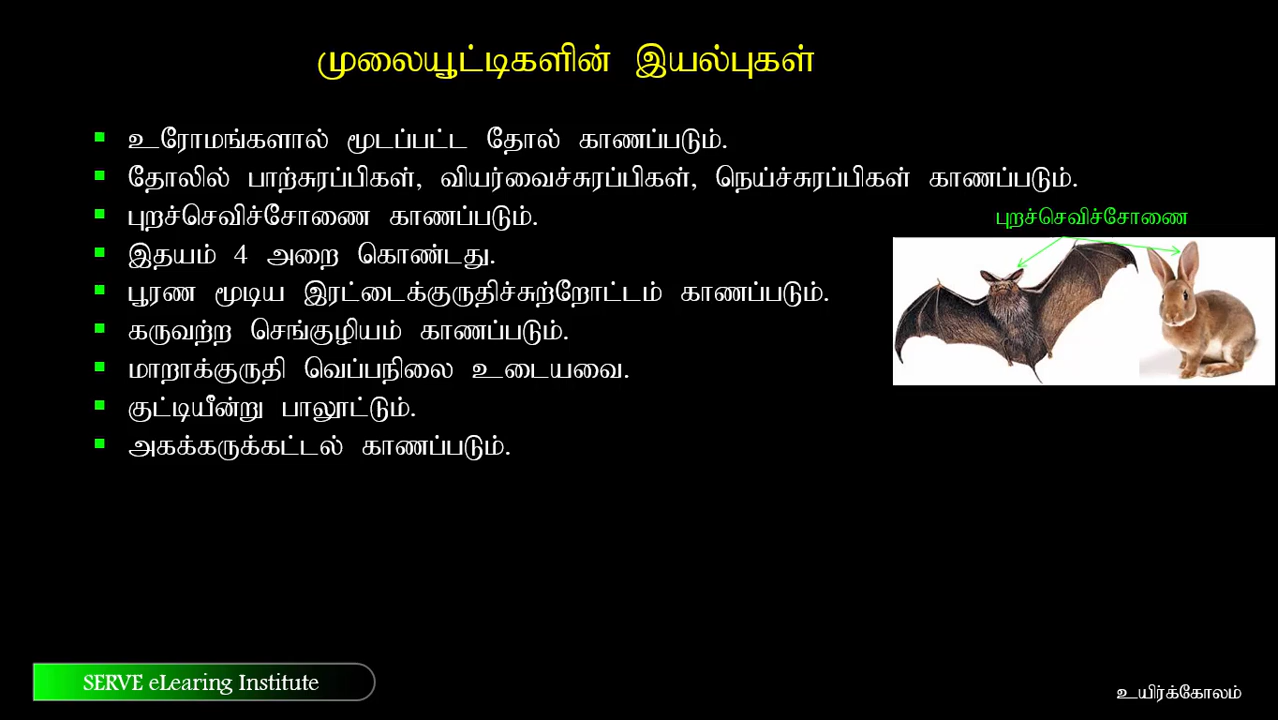 முலையூட்டிகளின் இயல்புகள்
உரோமங்களால் மூடப்பட்ட தோல் காணப்படும்.
தோலில் பாற்சுரப்பிகள், வியர்வைச்சுரப்பிகள், நெய்ச்சுரப்பிகள் காணப்படும்.
புறச்செவிச்சோணை காணப்படும்.
புறச்செவிச்சோணை
இதயம் 4 அறை கொண்டது.
பூரண மூடிய இரட்டைக்குருதிச்சுற்றோட்டம் காணப்படும்.
கருவற்ற செங்குழியம் காணப்படும்.
மாறாக்குருதி வெப்பநிலை உடையவை.
குட்டியீன்று பாலூட்டும்.
அகக்கருக்கட்டல் காணப்படும்.
SERVE eLearing Institute
உயிர்க்கோலம்